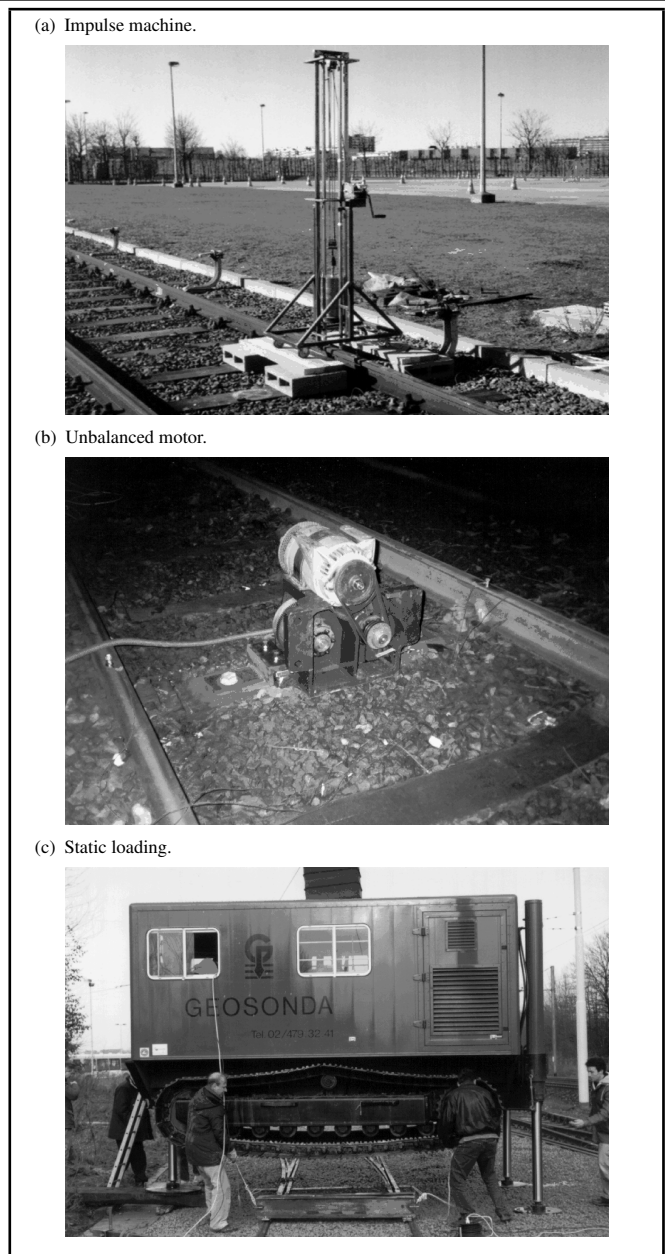 (a) Impulse machine.
(b) Unbalanced motor.
(c) Static loading.
GEOSONDA
Tel. 02/479.32.41